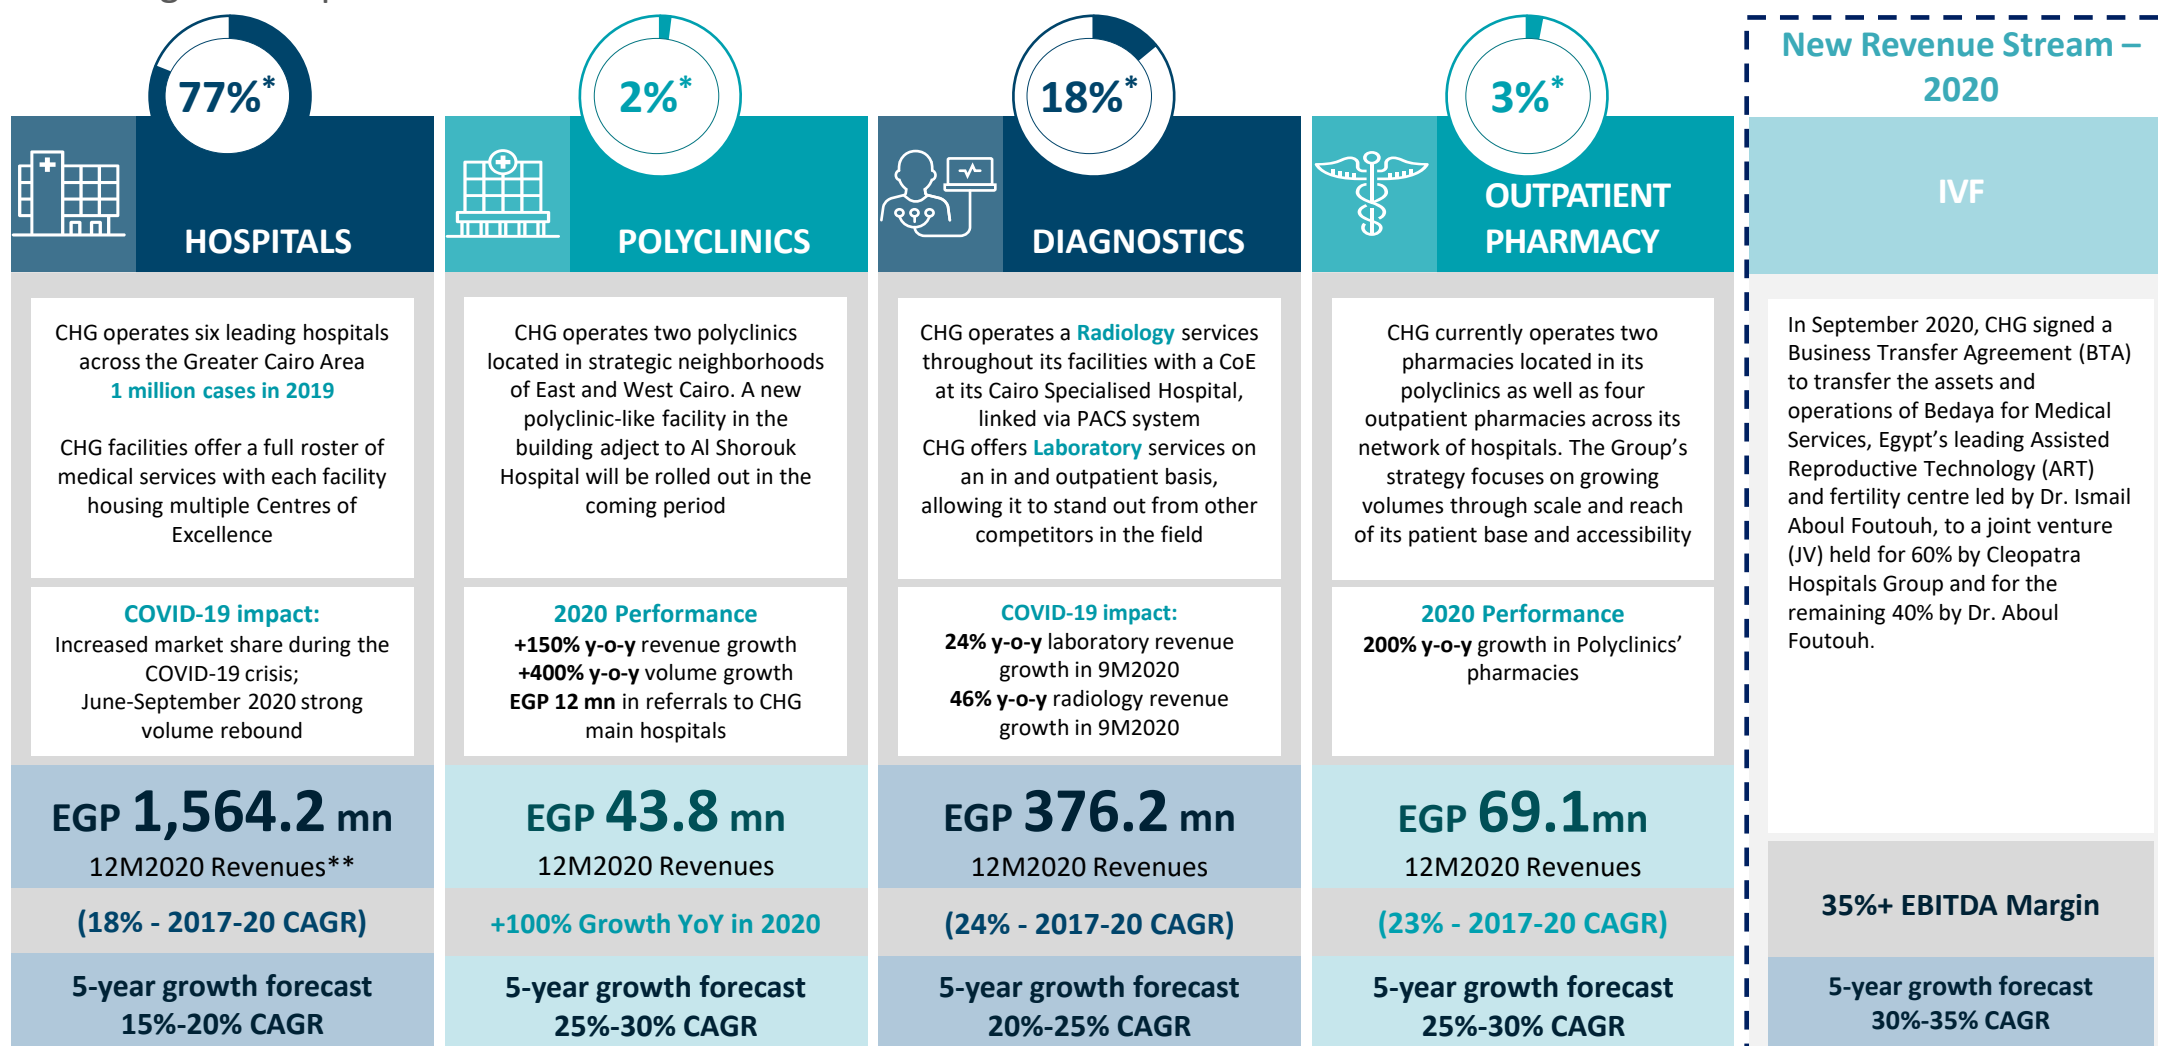 77%*
HOSPITALS
CHG operates six leading hospitals
across the Greater Cairo Area
1 million cases in 2019
CHG facilities offer a full roster of
medical services with each facility
housing multiple Centres of
Excellence
COVID-19 impact:
Increased market share during the
COVID-19 crisis;
June-September 2020 strong
volume rebound
EGP 1,564.2 mn
12M2020 Revenues**
(18% - 2017-20 CAGR)
5-year growth forecast
15%-20% CAGR
2%*
POLYCLINICS
CHG operates two polyclinics
located in strategic neighborhoods
of East and West Cairo. A new
polyclinic-like facility in the
building adject to Al Shorouk
Hospital will be rolled out in the
coming period
2020 Performance
+150% y-o-y revenue growth
+400% y-o-y volume growth
EGP 12 mn in referrals to CHG
main hospitals
EGP 43.8 mn
12M2020 Revenues
+100% Growth YoY in 2020
5-year growth forecast
25%-30% CAGR
18%*
DIAGNOSTICS
CHG operates a Radiology services
throughout its facilities with a CoE
at its Cairo Specialised Hospital,
linked via PACS system
CHG offers Laboratory services on
an in and outpatient basis,
allowing it to stand out from other
competitors in the field
COVID-19 impact:
24% y-o-y laboratory revenue
growth in 9M2020
46% y-o-y radiology revenue
growth in 9M2020
EGP 376.2 mn
12M2020 Revenues
(24% - 2017-20 CAGR)
5-year growth forecast
20%-25% CAGR
3%*
OUTPATIENT
PHARMACY
CHG currently operates two
pharmacies located in its
polyclinics as well as four
outpatient pharmacies across its
network of hospitals. The Group's
strategy focuses on growing
volumes through scale and reach
of its patient base and accessibility
2020 Performance
200% y-o-y growth in Polyclinics'
pharmacies
EGP 69.1mn
12M2020 Revenues
(23% - 2017-20 CAGR)
5-year growth forecast
25%-30% CAGR
New Revenue Stream –
2020
IVF
In September 2020, CHG signed a
Business Transfer Agreement (BTA)
to transfer the assets and
operations of Bedaya for Medical
Services, Egypt's leading Assisted
Reproductive Technology (ART)
and fertility centre led by Dr. Ismail
Aboul Foutouh, to a joint venture
(JV) held for 60% by Cleopatra
Hospitals Group and for the
remaining 40% by Dr. Aboul
Foutouh.
35%+ EBITDA Margin
5-year growth forecast
30%-35% CAGR